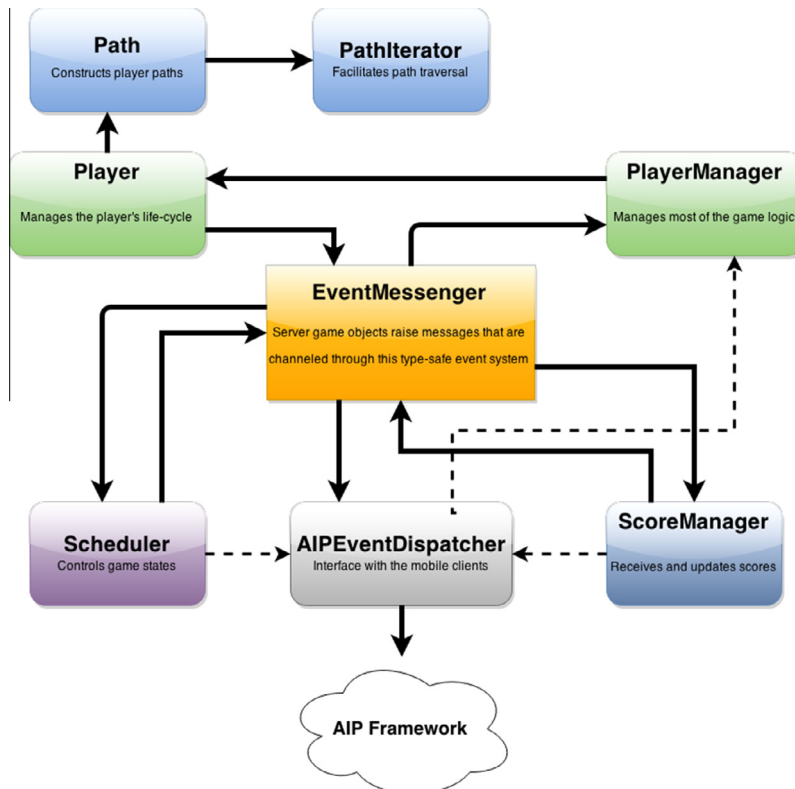 Path
Constructs player paths
PathIterator
Facilitates path traversal
Player
Manages the player's life-cycle
PlayerManager
Manages most of the game logic
EventMessenger
Server game objects raise messages that are
channeled through this type-safe event system
Scheduler
Controls game states
AIPEventDispatcher
Interface with the mobile clients
ScoreManager
Receives and updates scores
AIP Framework